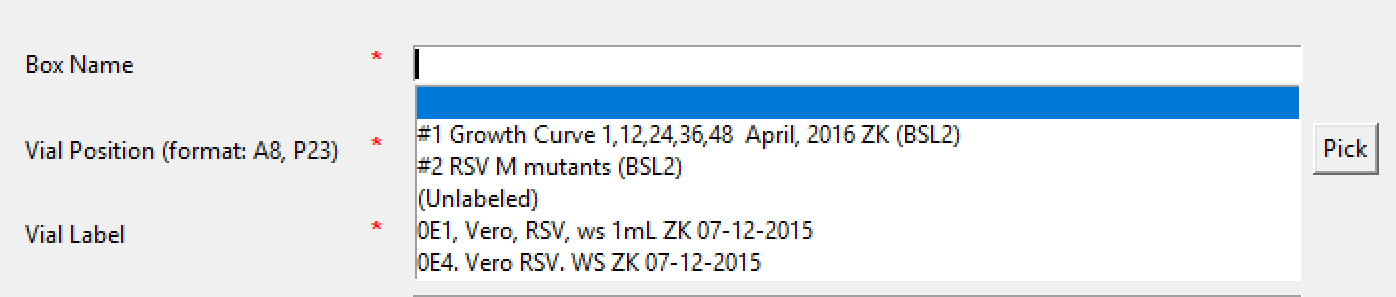 Box Name *
#1 Growth Curve 1,12,24,36,48  April, 2016 ZK (BSL2)
Vial Position (format: A8, P23) *
Pick
#2 RSV M mutants (BSL2)
(Unlabeled)
Vial Label *
0E1, Vero, RSV, ws 1mL ZK 07-12-2015
0E4. Vero RSV. WS ZK 07-12-2015